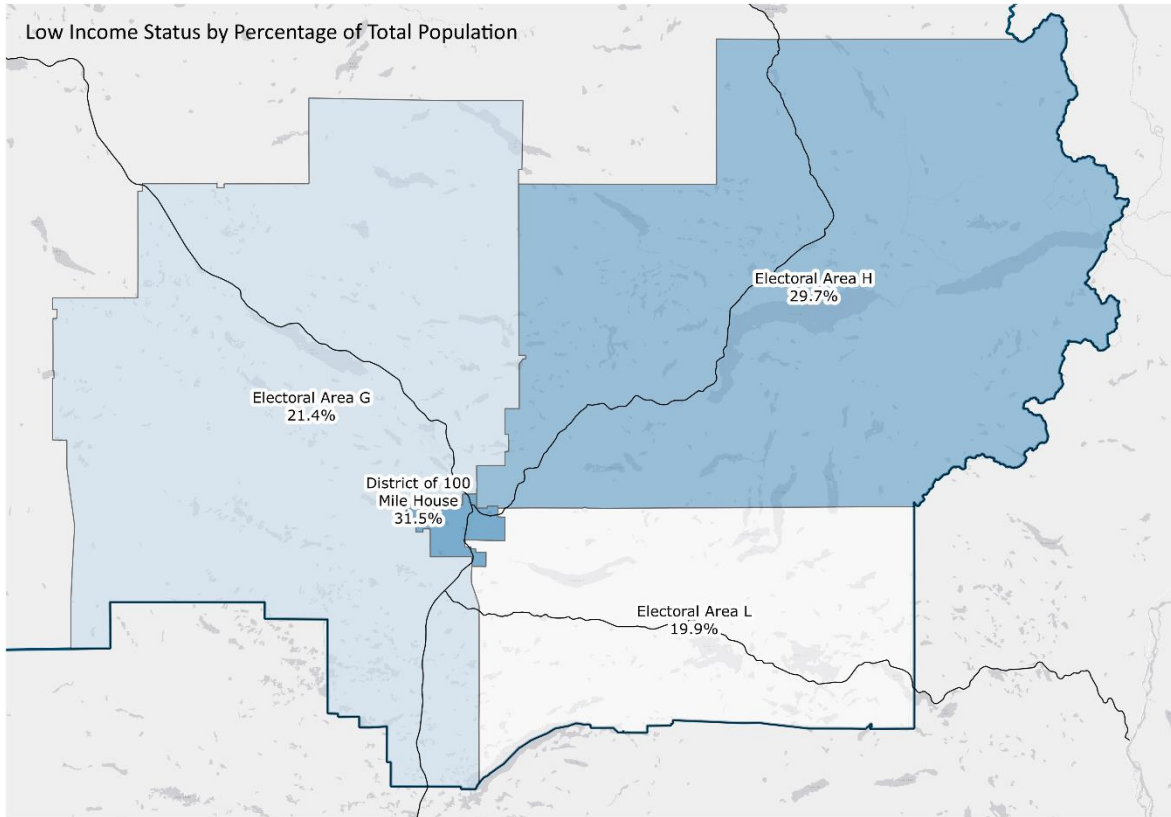 Low Income Status by Percentage of Total Population
Electoral Area H
29.7%
Electoral Area G
21.4%
District of 100
Mile House
31.5%
Electoral Area L
19.9%